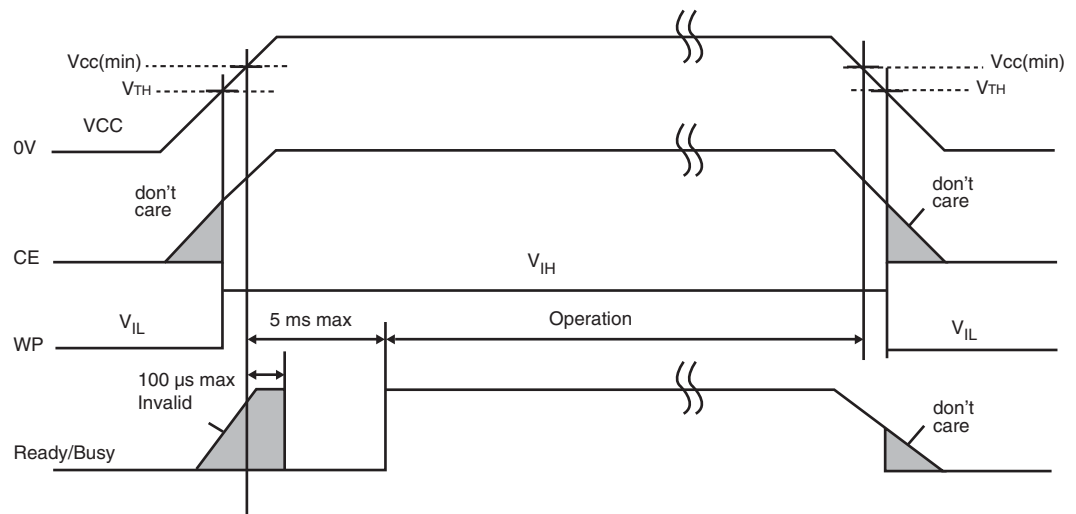 Vcc(min)
Vcc(min)
VTH
VTH
VCC
0V
don't
care
don't
care
CE
VIH
5 ms max
Operation
VIL
VIL
WP
100 µs max
Invalid
don't
care
Ready/Busy